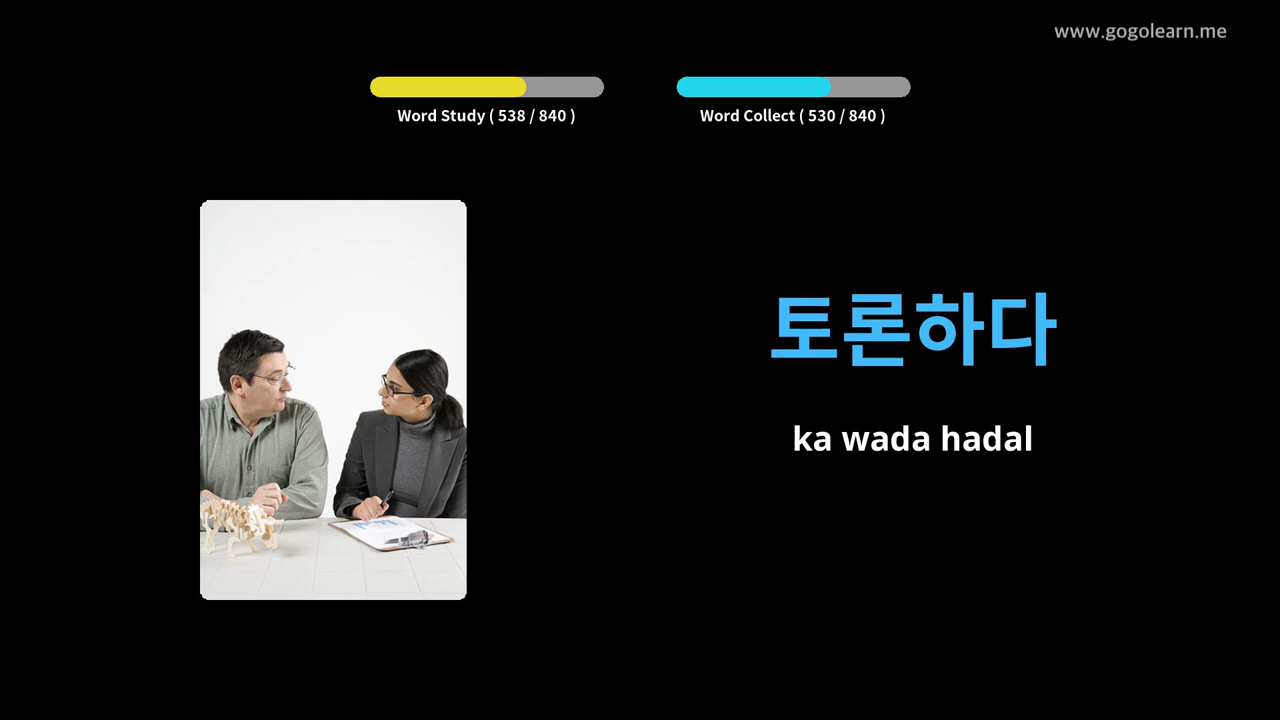 www.gogolearn.me
Word Study ( 538 / 840 )
Word Collect ( 530 / 840 )
토론하다
ka wada hadal